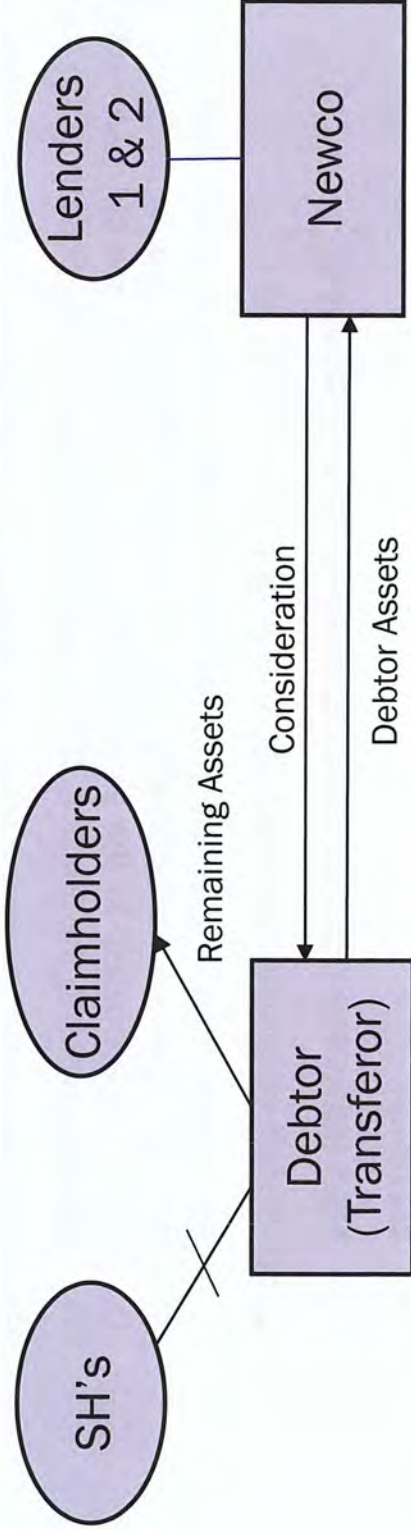 SH's
Claimholders
Lenders
1 & 2
Remaining Assets
Consideration
Debtor
(Transferor)
Newco
Debtor Assets